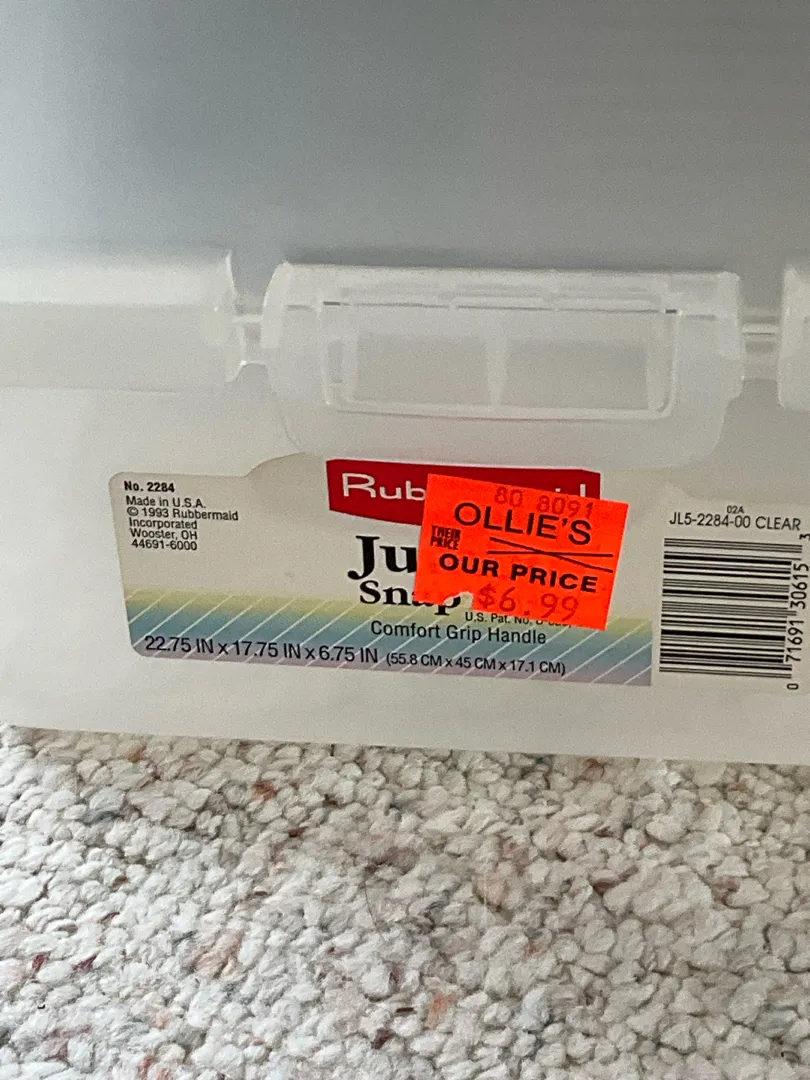 No. 2284
Made in U.S.A.
© 1993 Rubbermaid
Incorporated
Wooster, OH
44691-6000
Rub
80 8091
OLLIE'S
THEIR
PRICE
OUR PRICE
$6.99
Ju
Snap
U.S. Pat. No.
Comfort Grip Handle
22.75 IN x 17.75 IN x 6.75 IN (55.8 CM x 45 CM x 17.1 CM)
02A
JL5-2284-00 CLEAR
0 71691 30615 3